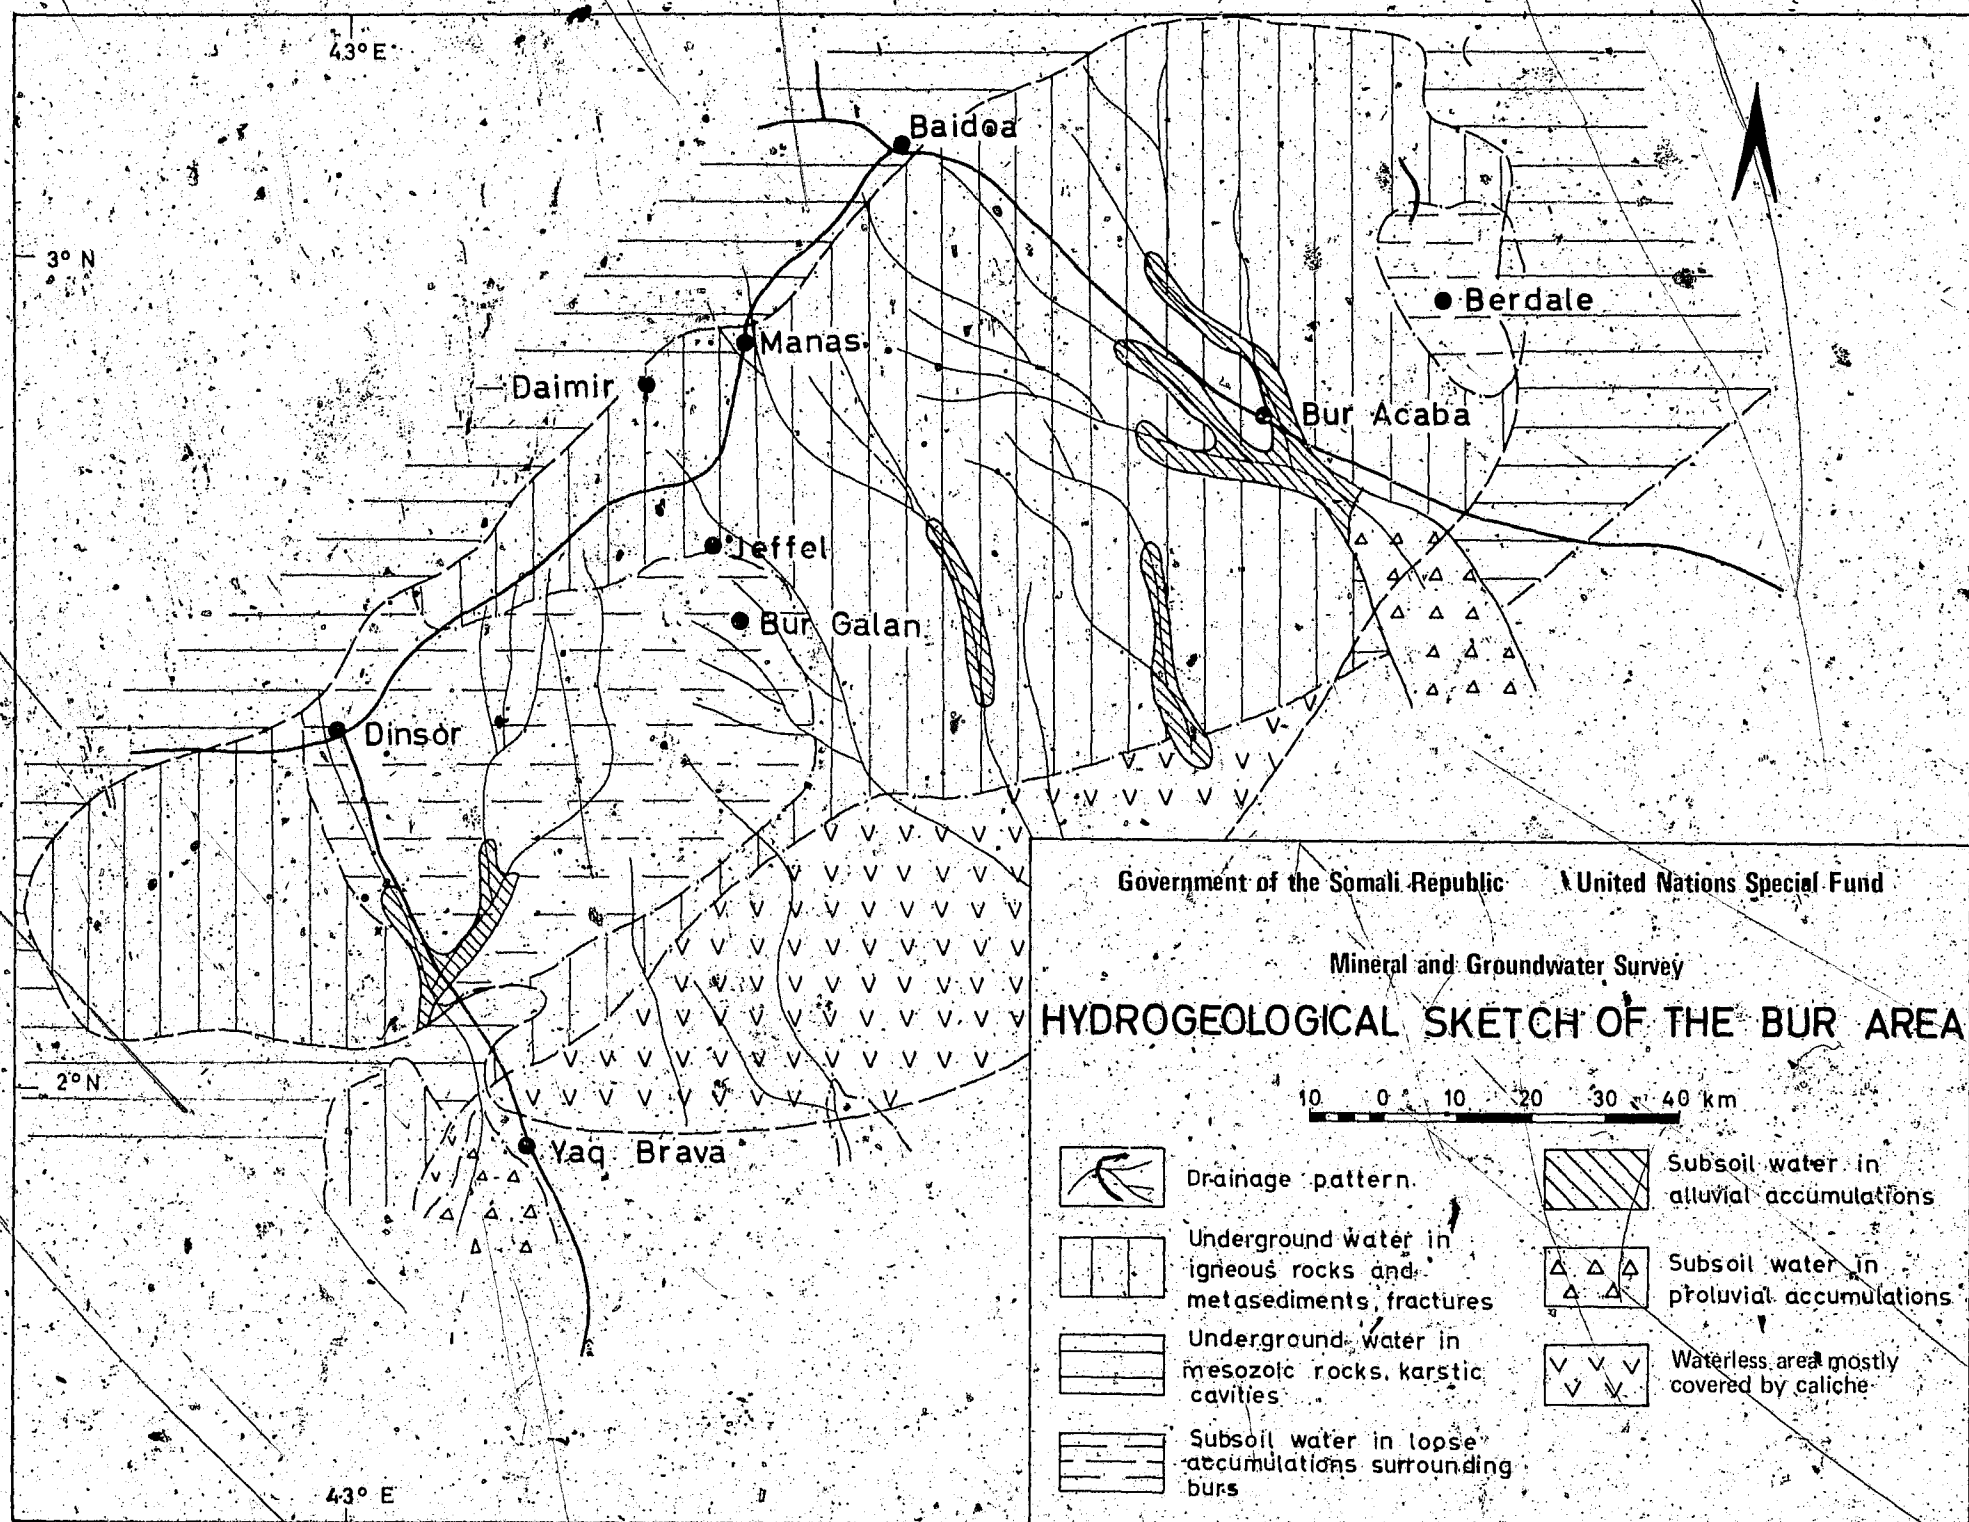 43° E
Baidoa
3° N
Berdale
Manas
Daimir
Bur Acaba
Jeffel
Bur Galan
Dinsor
2° N
Yaq Brava
43° E
Government of the Somali Republic United Nations Special Fund
Mineral and Groundwater Survey
HYDROGEOLOGICAL SKETCH OF THE BUR AREA
10 0 10 20 30 40 km
Drainage pattern
Underground water in
igneous rocks and
metasediments, fractures
Underground water in
mesozoic rocks, karstic
cavities
Subsoil water in loose
accumulations surrounding
burs
Subsoil water in
alluvial accumulations
Subsoil water in
proluvial accumulations
Waterless area mostly
covered by caliche